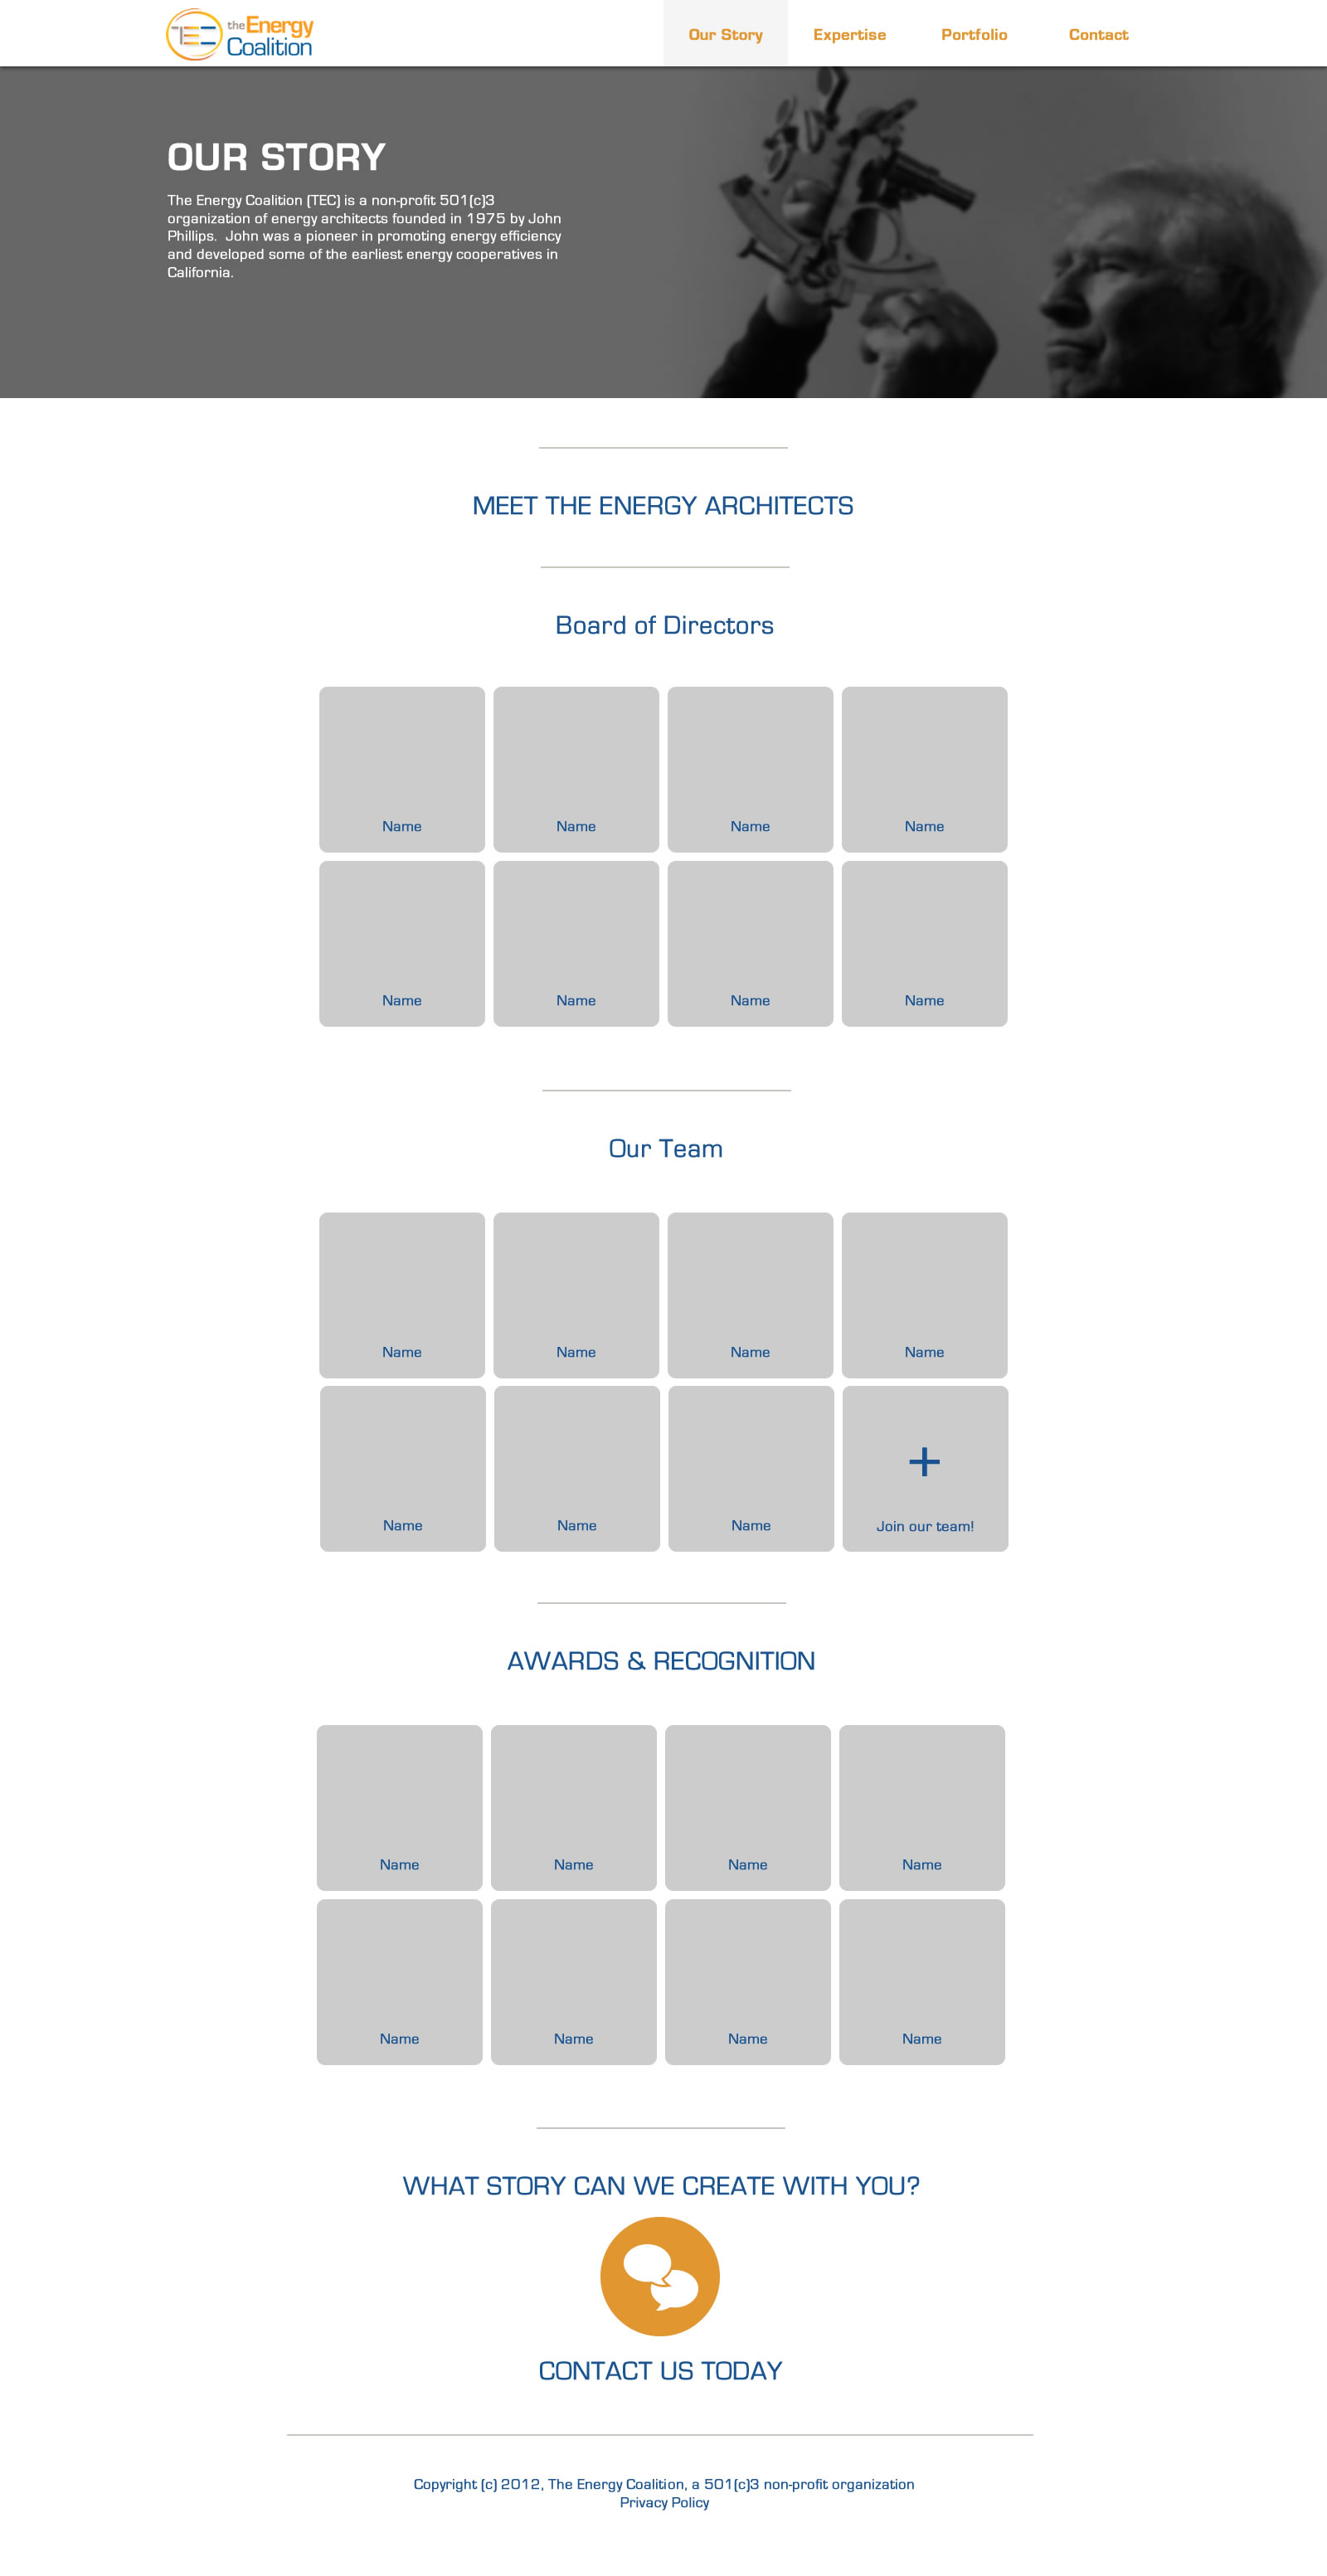 TEC
the Energy
Coalition
Our Story Expertise Portfolio Contact
OUR STORY
The Energy Coalition (TEC) is a non-profit 501(c)3
organization of energy architects founded in 1975 by John
Phillips.  John was a pioneer in promoting energy efficiency
and developed some of the earliest energy cooperatives in
California.
MEET THE ENERGY ARCHITECTS
Board of Directors
Name Name Name Name
Name Name Name Name
Our Team
Name Name Name Name
+
Name Name Name Join our team!
AWARDS & RECOGNITION
Name Name Name Name
Name Name Name Name
WHAT STORY CAN WE CREATE WITH YOU?
CONTACT US TODAY
Copyright (c) 2012, The Energy Coalition, a 501(c)3 non-profit organization
Privacy Policy